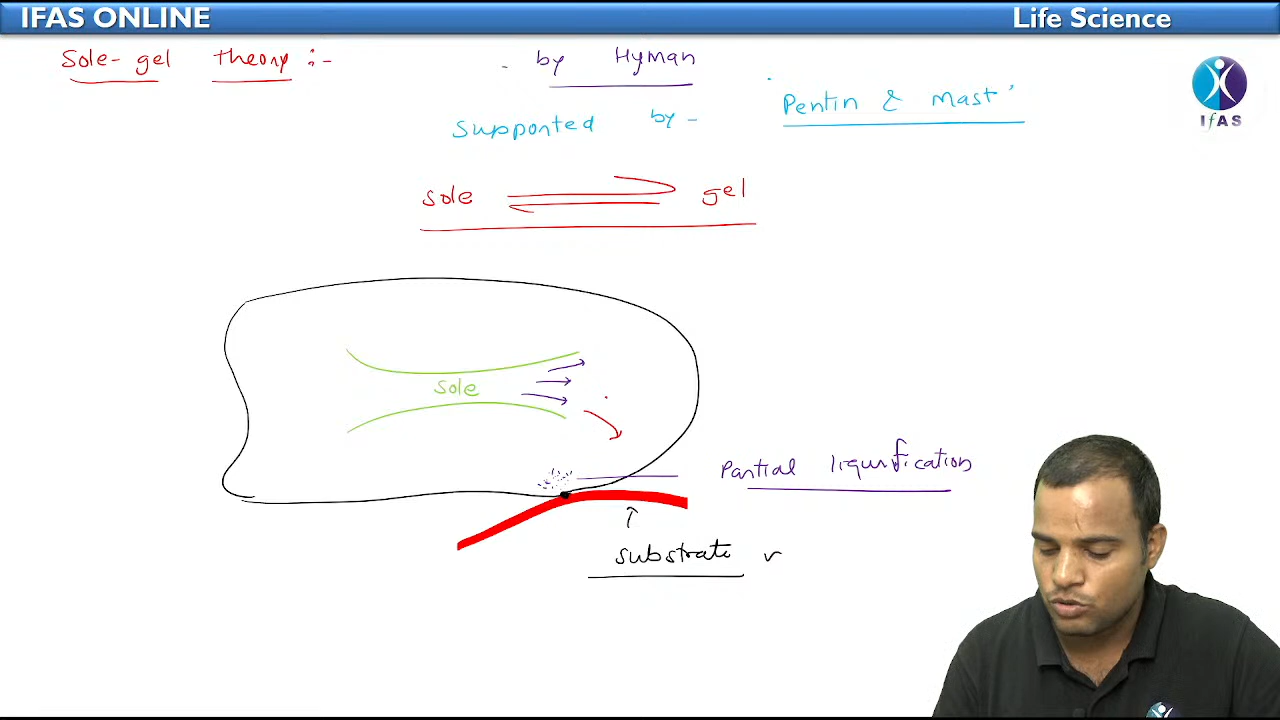 IFAS ONLINE
Life Science
Sole-gel theory :-
by Hyman
Supported by - Pentin & Mast'
IfAS
sole ⇌ gel
Sole
Partial liqurification
substrate